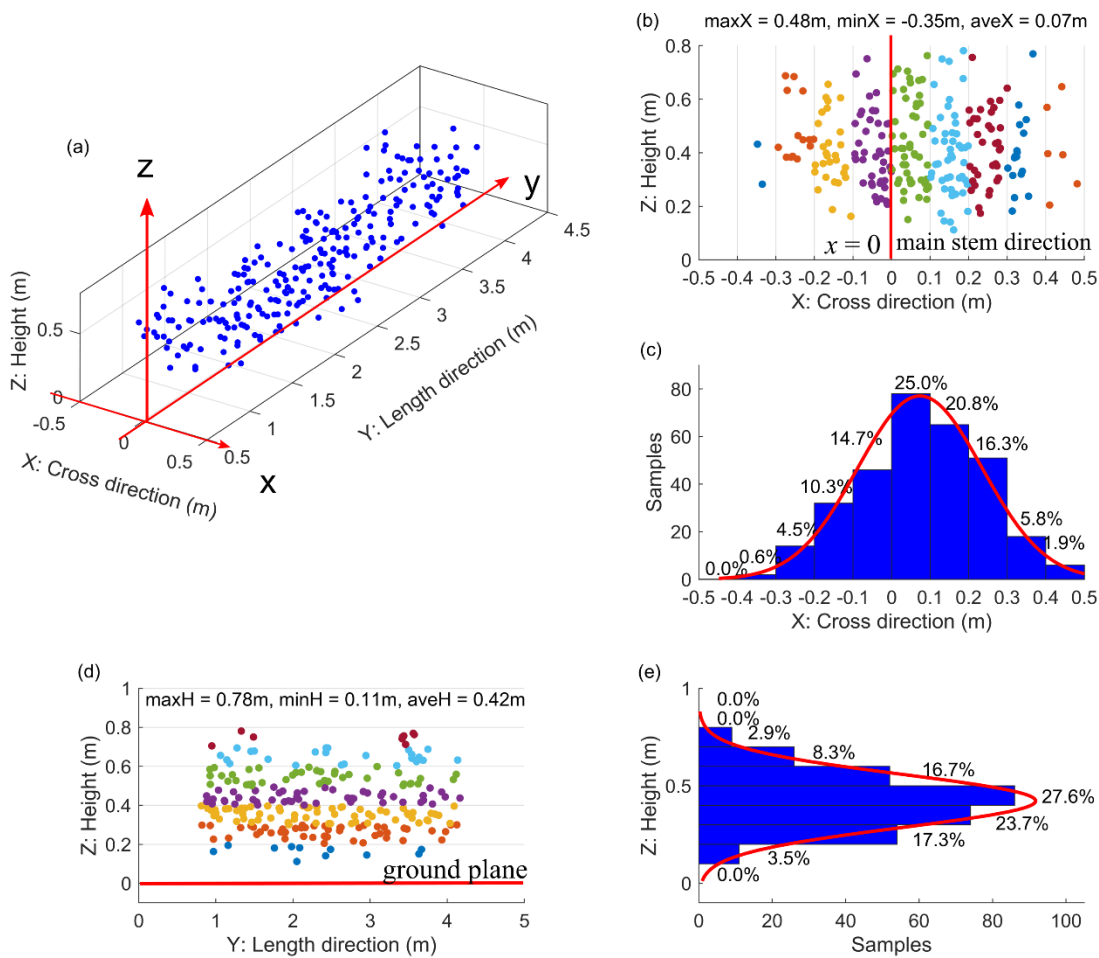 (a)
z
y
x
Z: Height (m)
0.5
0
-0.5
0
0.5
X: Cross direction (m)
0.5
1
1.5
2
2.5
3
3.5
4
4.5
Y: Length direction (m)
(b)
maxX = 0.48m, minX = -0.35m, aveX = 0.07m
0.8
0.6
0.4
0.2
0
Z: Height (m)
x = 0
main stem direction
-0.5 -0.4 -0.3 -0.2 -0.1 0 0.1 0.2 0.3 0.4 0.5
X: Cross direction (m)
(c)
80
60
40
20
0
Samples
0.0%
0.6%
4.5%
10.3%
14.7%
25.0%
20.8%
16.3%
5.8%
1.9%
-0.5 -0.4 -0.3 -0.2 -0.1 0 0.1 0.2 0.3 0.4 0.5
X: Cross direction (m)
(d)
maxH = 0.78m, minH = 0.11m, aveH = 0.42m
1
0.8
0.6
0.4
0.2
0
Z: Height (m)
ground plane
0 1 2 3 4 5
Y: Length direction (m)
(e)
1
0.5
0
Z: Height (m)
0.0%
0.0%
2.9%
8.3%
16.7%
27.6%
23.7%
17.3%
3.5%
0.0%
0 20 40 60 80 100
Samples